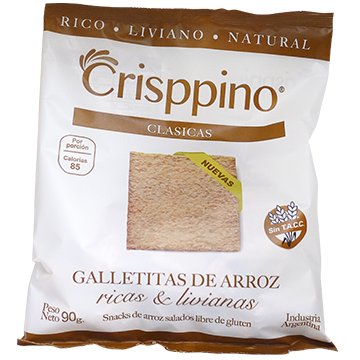 RICO • LIVIANO • NATURAL
Crisppino®
CLASICAS
Por
porción
Calorías
85
NUEVAS
Sin T.A.C.C.
GALLETITAS DE ARROZ
ricas & livianas
Peso
Neto 90gr.
Snacks de arroz salados libre de gluten
Industria
Argentina